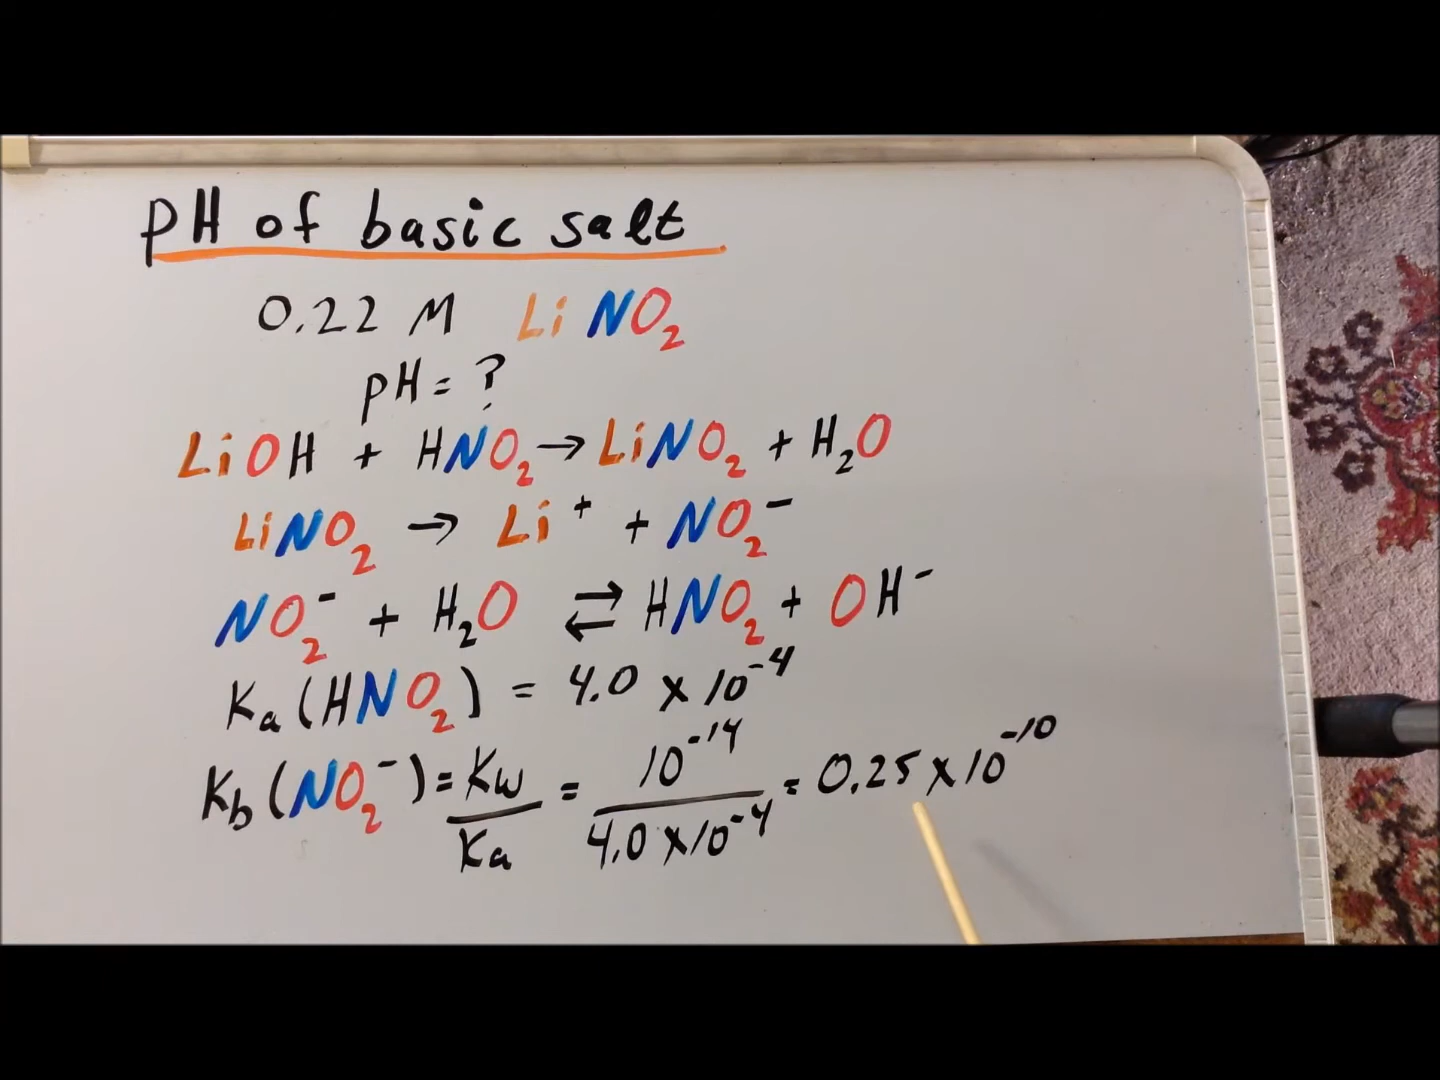 pH of basic salt
0.22 M LiNO₂
pH = ?
LiOH + HNO₂ → LiNO₂ + H₂O
LiNO₂ → Li⁺ + NO₂⁻
NO₂⁻ + H₂O ⇌ HNO₂ + OH⁻
Ka (HNO₂) = 4.0 x 10⁻⁴
Kb (NO₂⁻) = Kw / Ka = 10⁻¹⁴ / 4.0 x 10⁻⁴ = 0.25 x 10⁻¹⁰